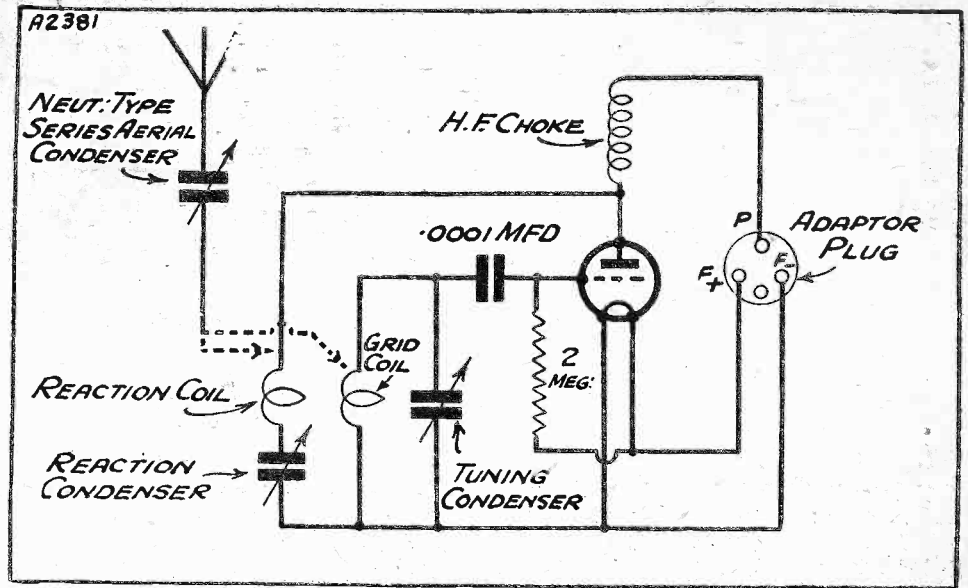 A2381
NEUT: TYPE
SERIES AERIAL
CONDENSER
H.F. CHOKE
.0001 MFD
P
ADAPTOR
PLUG
F+
F-
GRID
COIL
2
MEG:
REACTION COIL
REACTION
CONDENSER
TUNING
CONDENSER